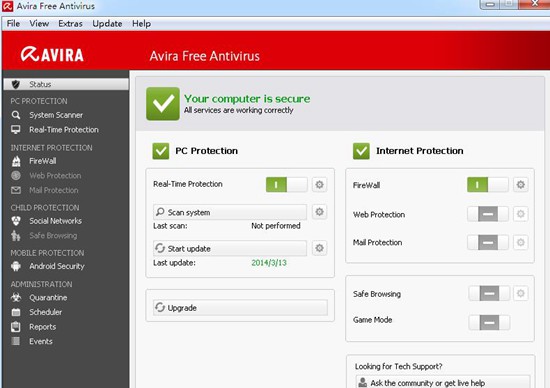 Avira Free Antivirus
File View Extras Update Help
AVIRA
Avira Free Antivirus
Status
PC PROTECTION
System Scanner
Real-Time Protection
INTERNET PROTECTION
FireWall
Web Protection
Mail Protection
CHILD PROTECTION
Social Networks
Safe Browsing
MOBILE PROTECTION
Android Security
ADMINISTRATION
Quarantine
Scheduler
Reports
Events
Your computer is secure
All services are working correctly
PC Protection
Real-Time Protection
Scan system
Last scan: Not performed
Start update
Last update: 2014/3/13
Upgrade
Internet Protection
FireWall
Web Protection
Mail Protection
Safe Browsing
Game Mode
Looking for Tech Support?
Ask the community or get live help